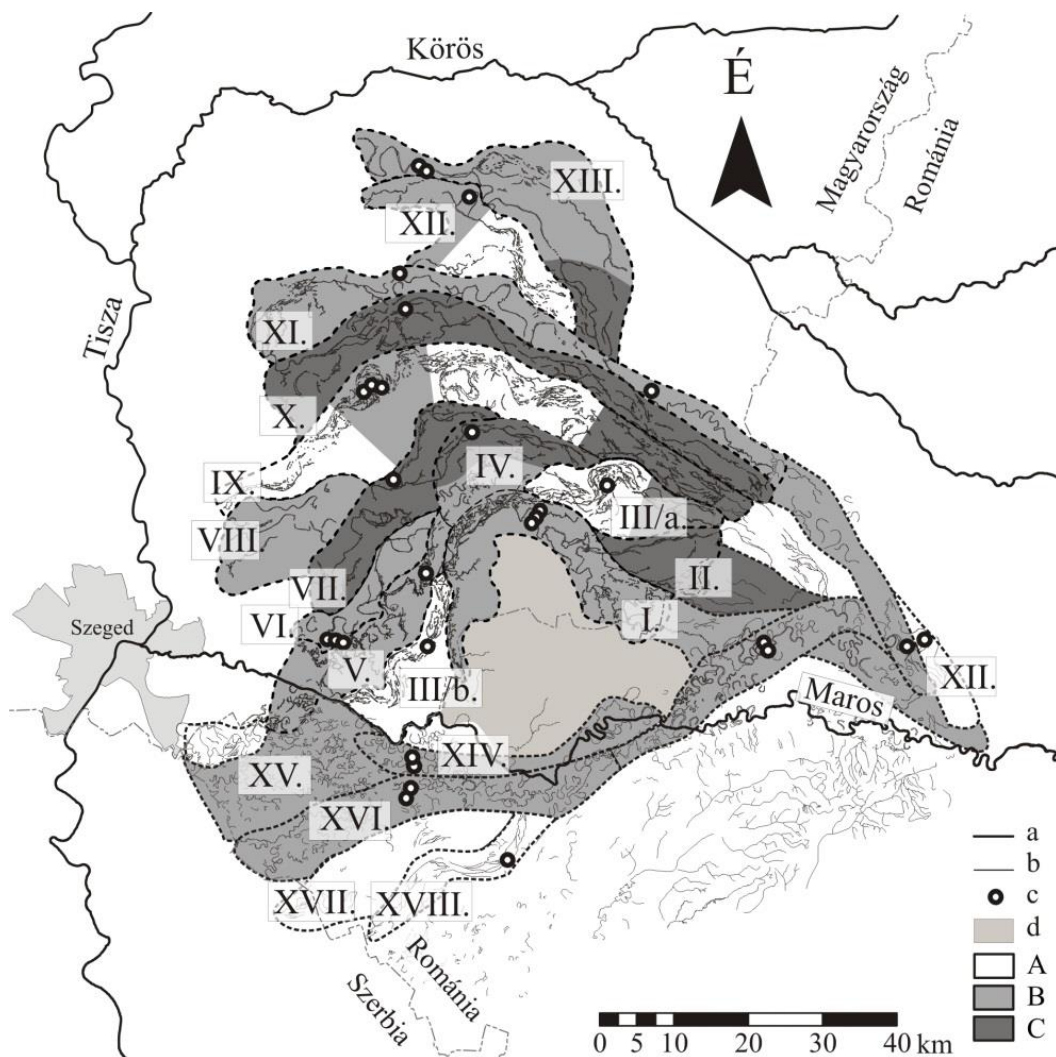 Körös
É
Magyarország
Románia
XIII.
XII.
Tisza
XI.
X.
IV.
IX.
III/a.
VIII
II.
VII.
Szeged
VI.
I.
V.
XII.
III/b.
Maros
XIV.
XV.
XVI
a
b
XVII.
XVIII.
c
Románia
d
Szerbia
A
B
C
0 5 10 20 30 40 km